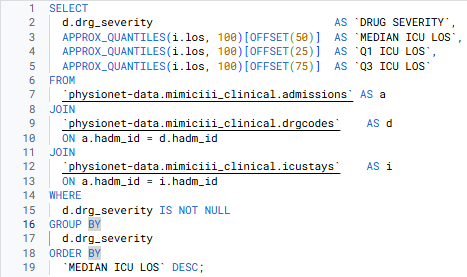 1 SELECT
2 d.drg_severity AS `DRUG SEVERITY`,
3 APPROX_QUANTILES(i.los, 100)[OFFSET(50)] AS `MEDIAN ICU LOS`,
4 APPROX_QUANTILES(i.los, 100)[OFFSET(25)] AS `Q1 ICU LOS`,
5 APPROX_QUANTILES(i.los, 100)[OFFSET(75)] AS `Q3 ICU LOS`
6 FROM
7 `physionet-data.mimiciii_clinical.admissions` AS a
8 JOIN
9 `physionet-data.mimiciii_clinical.drgcodes` AS d
10 ON a.hadm_id = d.hadm_id
11 JOIN
12 `physionet-data.mimiciii_clinical.icustays` AS i
13 ON a.hadm_id = i.hadm_id
14 WHERE
15 d.drg_severity IS NOT NULL
16 GROUP BY
17 d.drg_severity
18 ORDER BY
19 `MEDIAN ICU LOS` DESC;